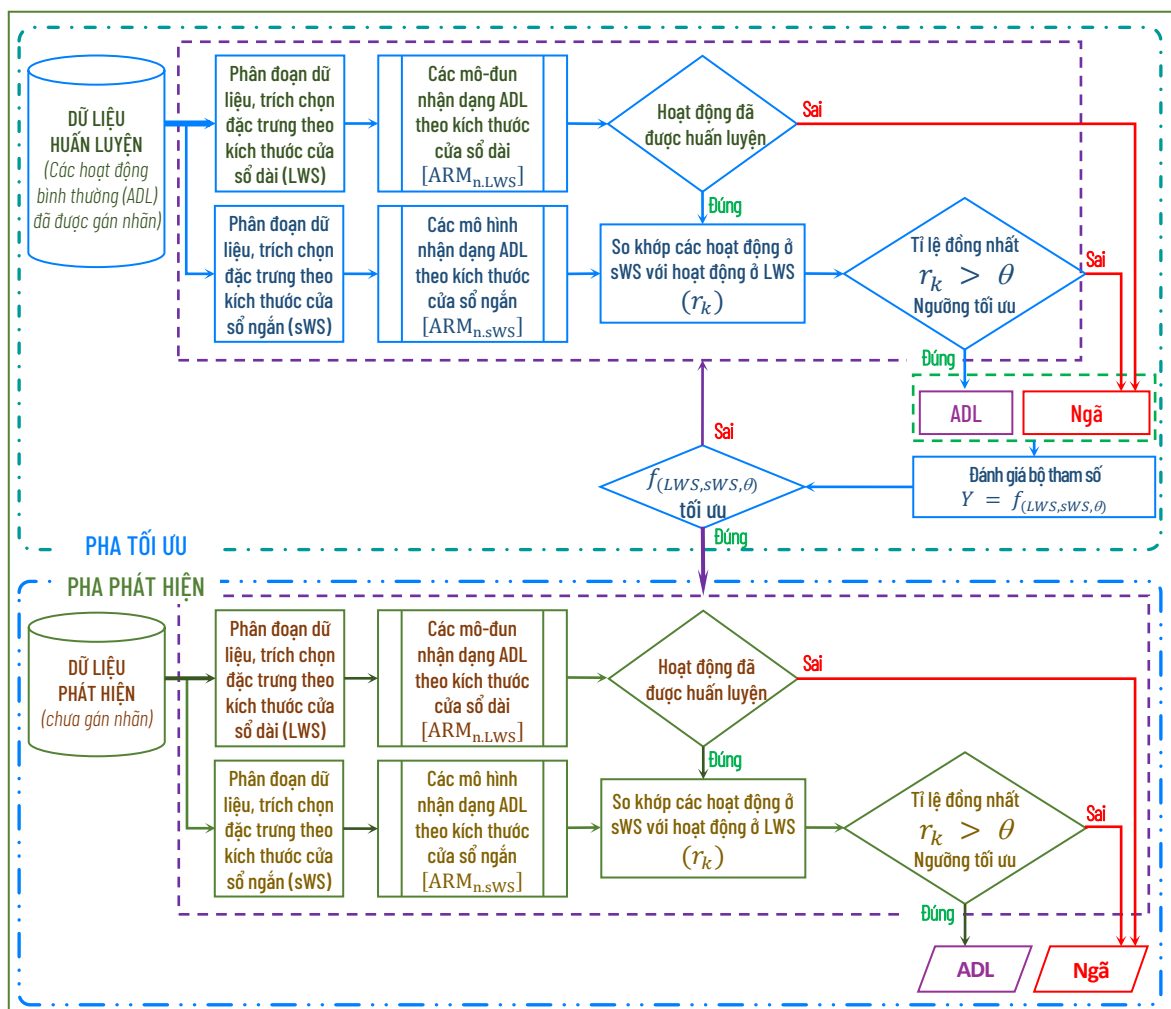 DỮ LIỆU
HUẤN LUYỆN
(Các hoạt động
bình thường (ADL)
đã được gán nhãn)
Phân đoạn dữ
liệu, trích chọn
đặc trưng theo
kích thước cửa
sổ dài (LWS)
Các mô-đun
nhận dạng ADL
theo kích thước
cửa sổ dài
[ARM_{n.LWS}]
Hoạt động đã
được huấn luyện
Sai
Đúng
Phân đoạn dữ
liệu, trích chọn
đặc trưng theo
kích thước cửa
sổ ngắn (sWS)
Các mô hình
nhận dạng ADL
theo kích thước
cửa sổ ngắn
[ARM_{n.sWS}]
So khớp các hoạt động ở
sWS với hoạt động ở LWS
(r_k)
Tỉ lệ đồng nhất
r_k > θ
Ngưỡng tối ưu
Sai
Đúng
ADL
Ngã
Đánh giá bộ tham số
Y = f_{(LWS,sWS,θ)}
Sai
f_{(LWS,sWS,θ)}
tối ưu
Đúng
PHA TỐI ƯU
PHA PHÁT HIỆN
DỮ LIỆU
PHÁT HIỆN
(chưa gán nhãn)
Phân đoạn dữ
liệu, trích chọn
đặc trưng theo
kích thước cửa
sổ dài (LWS)
Các mô-đun
nhận dạng ADL
theo kích thước
cửa sổ dài
[ARM_{n.LWS}]
Hoạt động đã
được huấn luyện
Sai
Đúng
Phân đoạn dữ
liệu, trích chọn
đặc trưng theo
kích thước cửa
sổ ngắn (sWS)
Các mô hình
nhận dạng ADL
theo kích thước
cửa sổ ngắn
[ARM_{n.sWS}]
So khớp các hoạt động ở
sWS với hoạt động ở LWS
(r_k)
Tỉ lệ đồng nhất
r_k > θ
Ngưỡng tối ưu
Sai
Đúng
ADL
Ngã